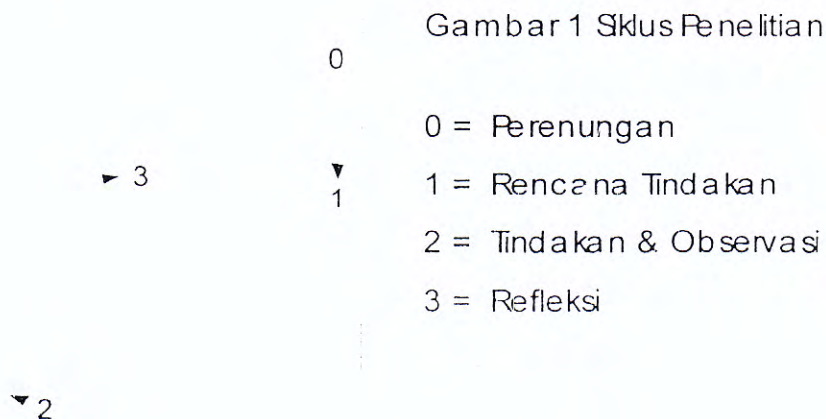 Gambar 1 Siklus Penelitian
0
0 = Perenungan
3
1
1 = Rencana Tindakan
2 = Tindakan & Observasi
3 = Refleksi
2